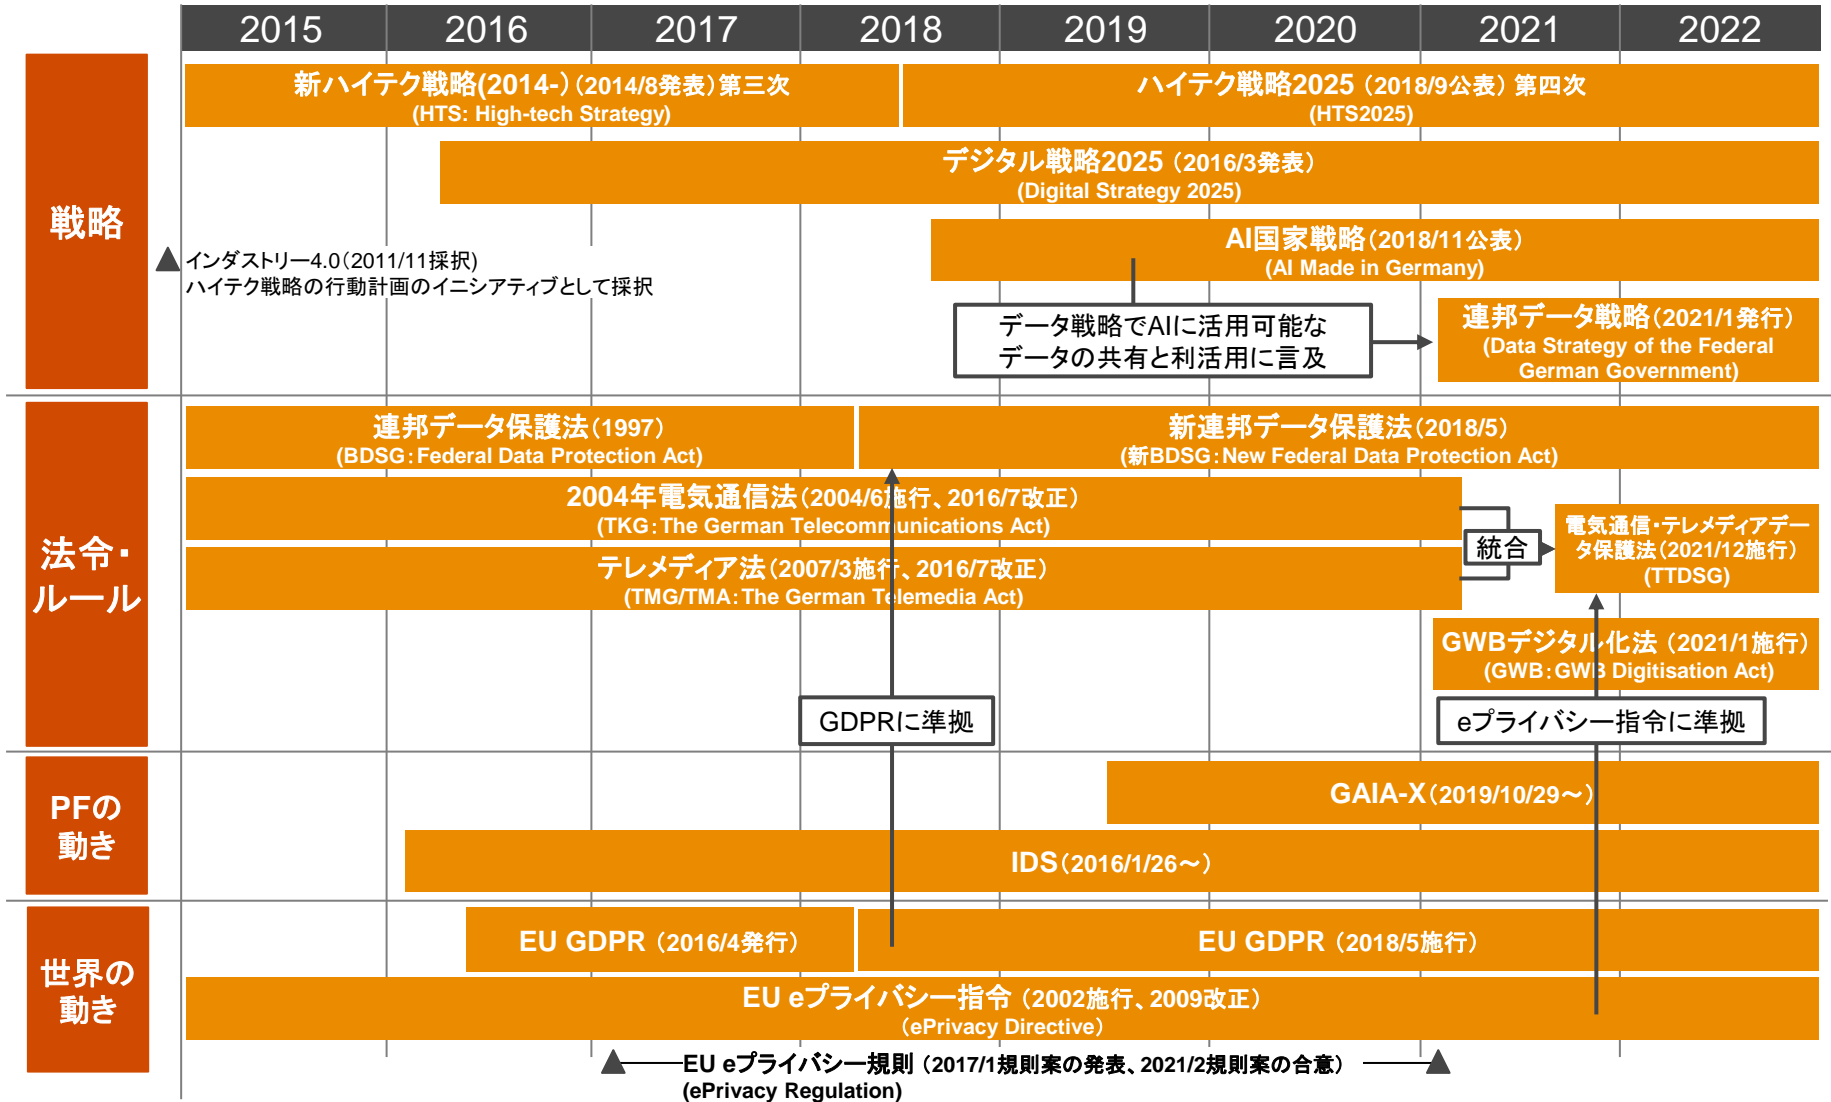 2015 2016 2017 2018 2019 2020 2021 2022
戦略
新ハイテク戦略(2014-)(2014/8発表)第三次
(HTS: High-tech Strategy)
ハイテク戦略2025(2018/9公表) 第四次
(HTS2025)
デジタル戦略2025(2016/3発表)
(Digital Strategy 2025)
AI国家戦略(2018/11公表)
(AI Made in Germany)
インダストリー4.0(2011/11採択)
ハイテク戦略の行動計画のイニシアティブとして採択
データ戦略でAIに活用可能な
データの共有と利活用に言及
連邦データ戦略(2021/1発行)
(Data Strategy of the Federal
German Government)
法令・
ルール
連邦データ保護法(1997)
(BDSG:Federal Data Protection Act)
新連邦データ保護法(2018/5)
(新BDSG:New Federal Data Protection Act)
2004年電気通信法(2004/6施行、2016/7改正)
(TKG:The German Telecommunications Act)
テレメディア法(2007/3施行、2016/7改正)
(TMG/TMA:The German Telemedia Act)
統合
電気通信・テレメディアデー
タ保護法(2021/12施行)
(TTDSG)
GWBデジタル化法(2021/1施行)
(GWB:GWB Digitisation Act)
GDPRに準拠
eプライバシー指令に準拠
PFの
動き
GAIA-X(2019/10/29~)
IDS(2016/1/26~)
世界の
動き
EU GDPR(2016/4発行)
EU GDPR(2018/5施行)
EU eプライバシー指令(2002施行、2009改正)
(ePrivacy Directive)
EU eプライバシー規則(2017/1規則案の発表、2021/2規則案の合意)
(ePrivacy Regulation)